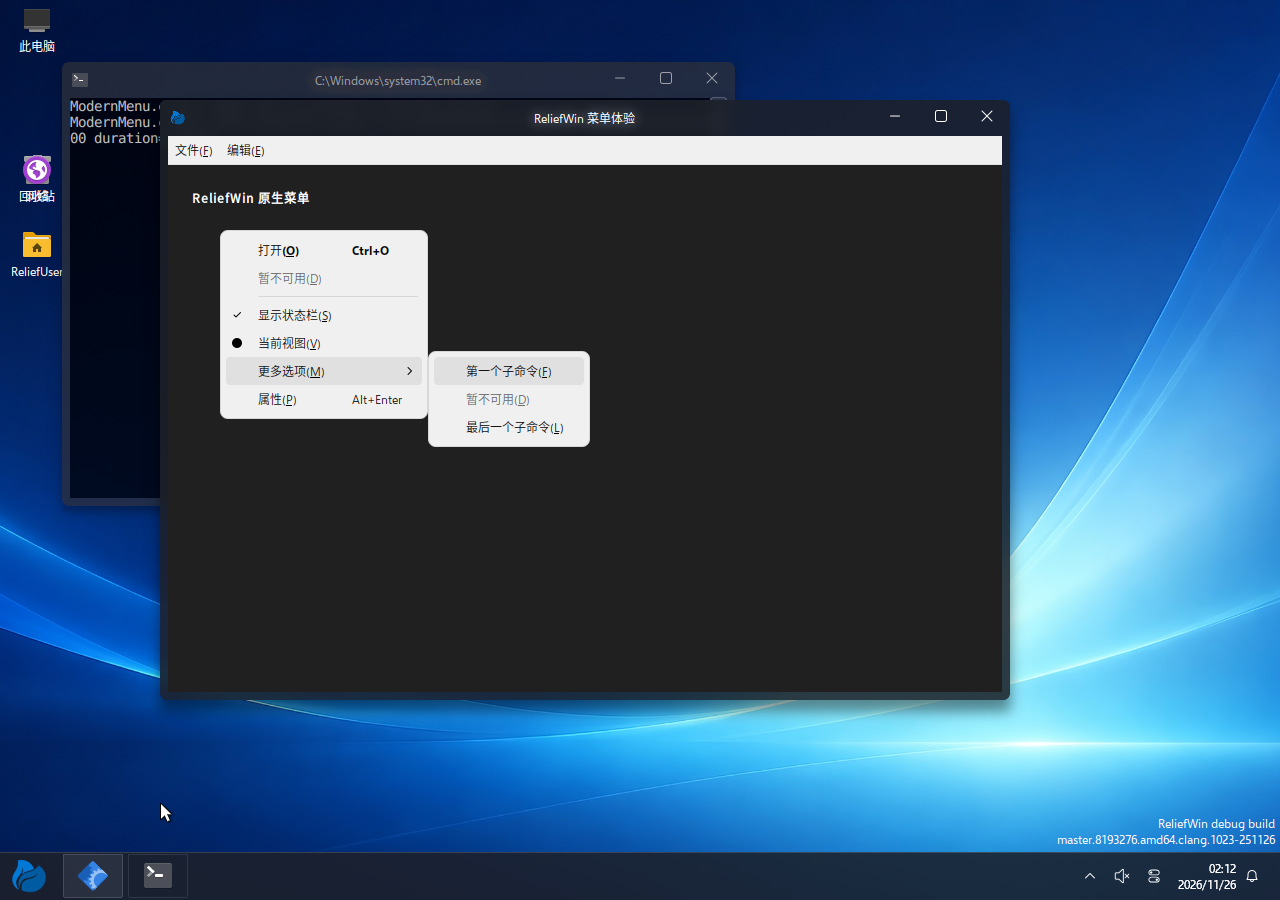 此电脑
C:\Windows\system32\cmd.exe
ModernMenu.
ModernMenu.
00 duration=
ReliefWin 菜单体验
文件(F) 编辑(E)
ReliefWin 原生菜单
打开(O) Ctrl+O
暂不可用(D)
显示状态栏(S)
当前视图(V)
更多选项(M)
属性(P) Alt+Enter
第一个子命令(F)
暂不可用(D)
最后一个子命令(L)
ReliefUser
ReliefWin debug build
master.8193276.amd64.clang.1023-251126
02:12
2026/11/26